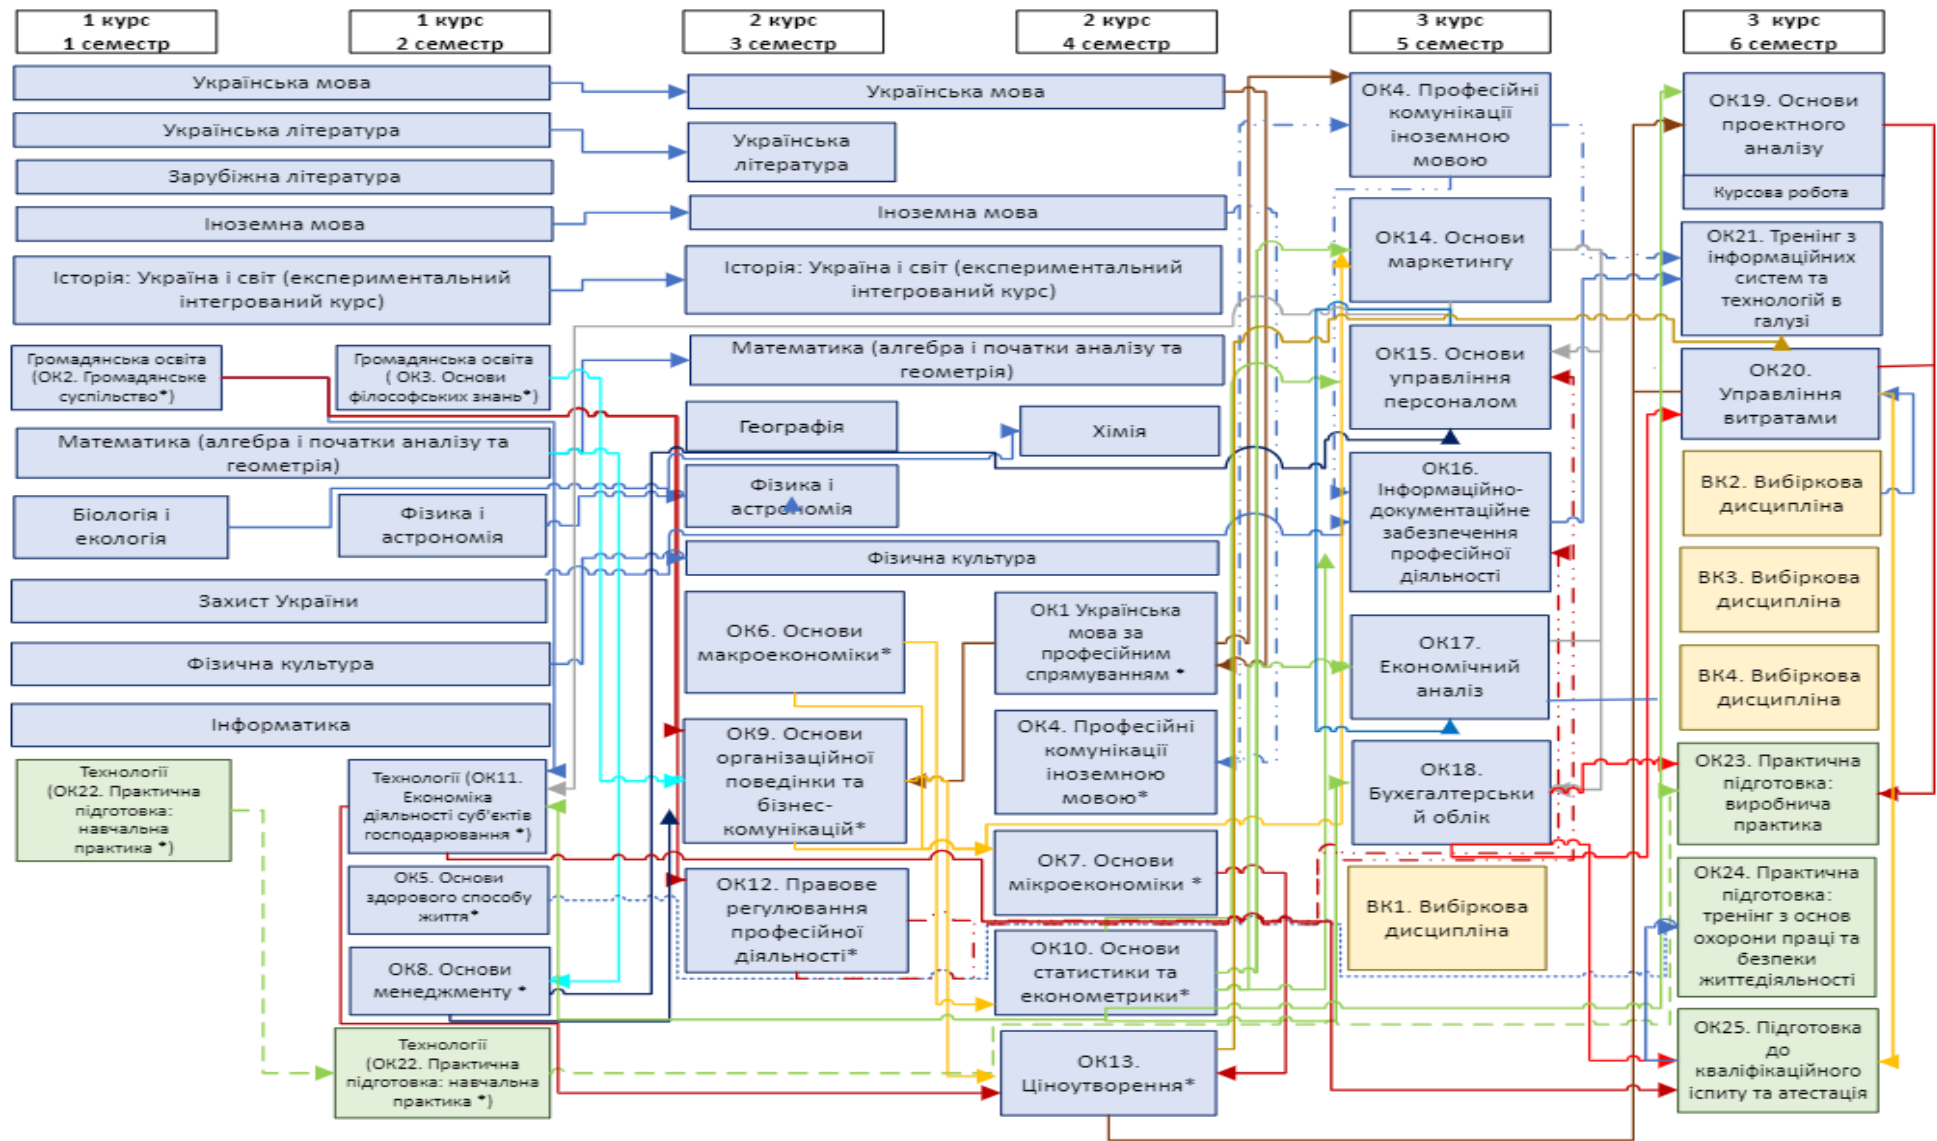 1 курс
1 семестр
1 курс
2 семестр
2 курс
3 семестр
2 курс
4 семестр
3 курс
5 семестр
3 курс
6 семестр
Українська мова
Українська література
Зарубіжна література
Іноземна мова
Історія: Україна і світ (експериментальний
інтегрований курс)
Громадянська освіта
(ОК2. Громадянське
суспільство*)
Громадянська освіта
( ОК3. Основи
філософських знань*)
Математика (алгебра і початки аналізу та
геометрія)
Біологія і
екологія
Фізика і
астрономія
Захист України
Фізична культура
Інформатика
Технології
(ОК22. Практична
підготовка:
навчальна
практика *)
Технології (ОК11.
Економіка
діяльності суб'єктів
господарювання *)
ОК5. Основи
здорового способу
життя*
ОК8. Основи
менеджменту *
Технології
(ОК22. Практична
підготовка: навчальна
практика *)
Українська мова
Українська
література
Іноземна мова
Історія: Україна і світ (експериментальний
інтегрований курс)
Математика (алгебра і початки аналізу та
геометрія)
Географія
Хімія
Фізика і
астрономія
Фізична культура
ОК6. Основи
макроекономіки*
ОК9. Основи
організаційної
поведінки та
бізнес-
комунікацій*
ОК12. Правове
регулювання
професійної
діяльності*
ОК1 Українська
мова за
професійним
спрямуванням *
ОК4. Професійні
комунікації
іноземною
мовою*
ОК7. Основи
мікроекономіки *
ОК10. Основи
статистики та
економетрики*
ОК13.
Ціноутворення*
ОК4. Професійні
комунікації
іноземною
мовою
ОК14. Основи
маркетингу
ОК15. Основи
управління
персоналом
ОК16.
Інформаційно-
документаційне
забезпечення
професійної
діяльності
ОК17.
Економічний
аналіз
ОК18.
Бухгалтерськи
й облік
ВК1. Вибіркова
дисципліна
ОК19. Основи
проектного
аналізу
Курсова робота
ОК21. Тренінг з
інформаційних
систем та
технологій в
галузі
ОК20.
Управління
витратами
ВК2. Вибіркова
дисципліна
ВК3. Вибіркова
дисципліна
ВК4. Вибіркова
дисципліна
ОК23. Практична
підготовка:
виробнича
практика
ОК24. Практична
підготовка:
тренінг з основ
охорони праці та
безпеки
життєдіяльності
ОК25. Підготовка
до
кваліфікаційного
іспиту та атестація